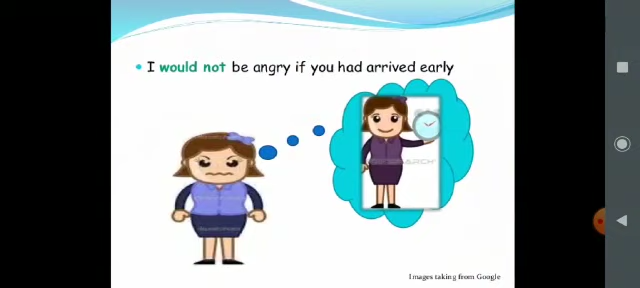 I would not be angry if you had arrived early
Images taking from Google